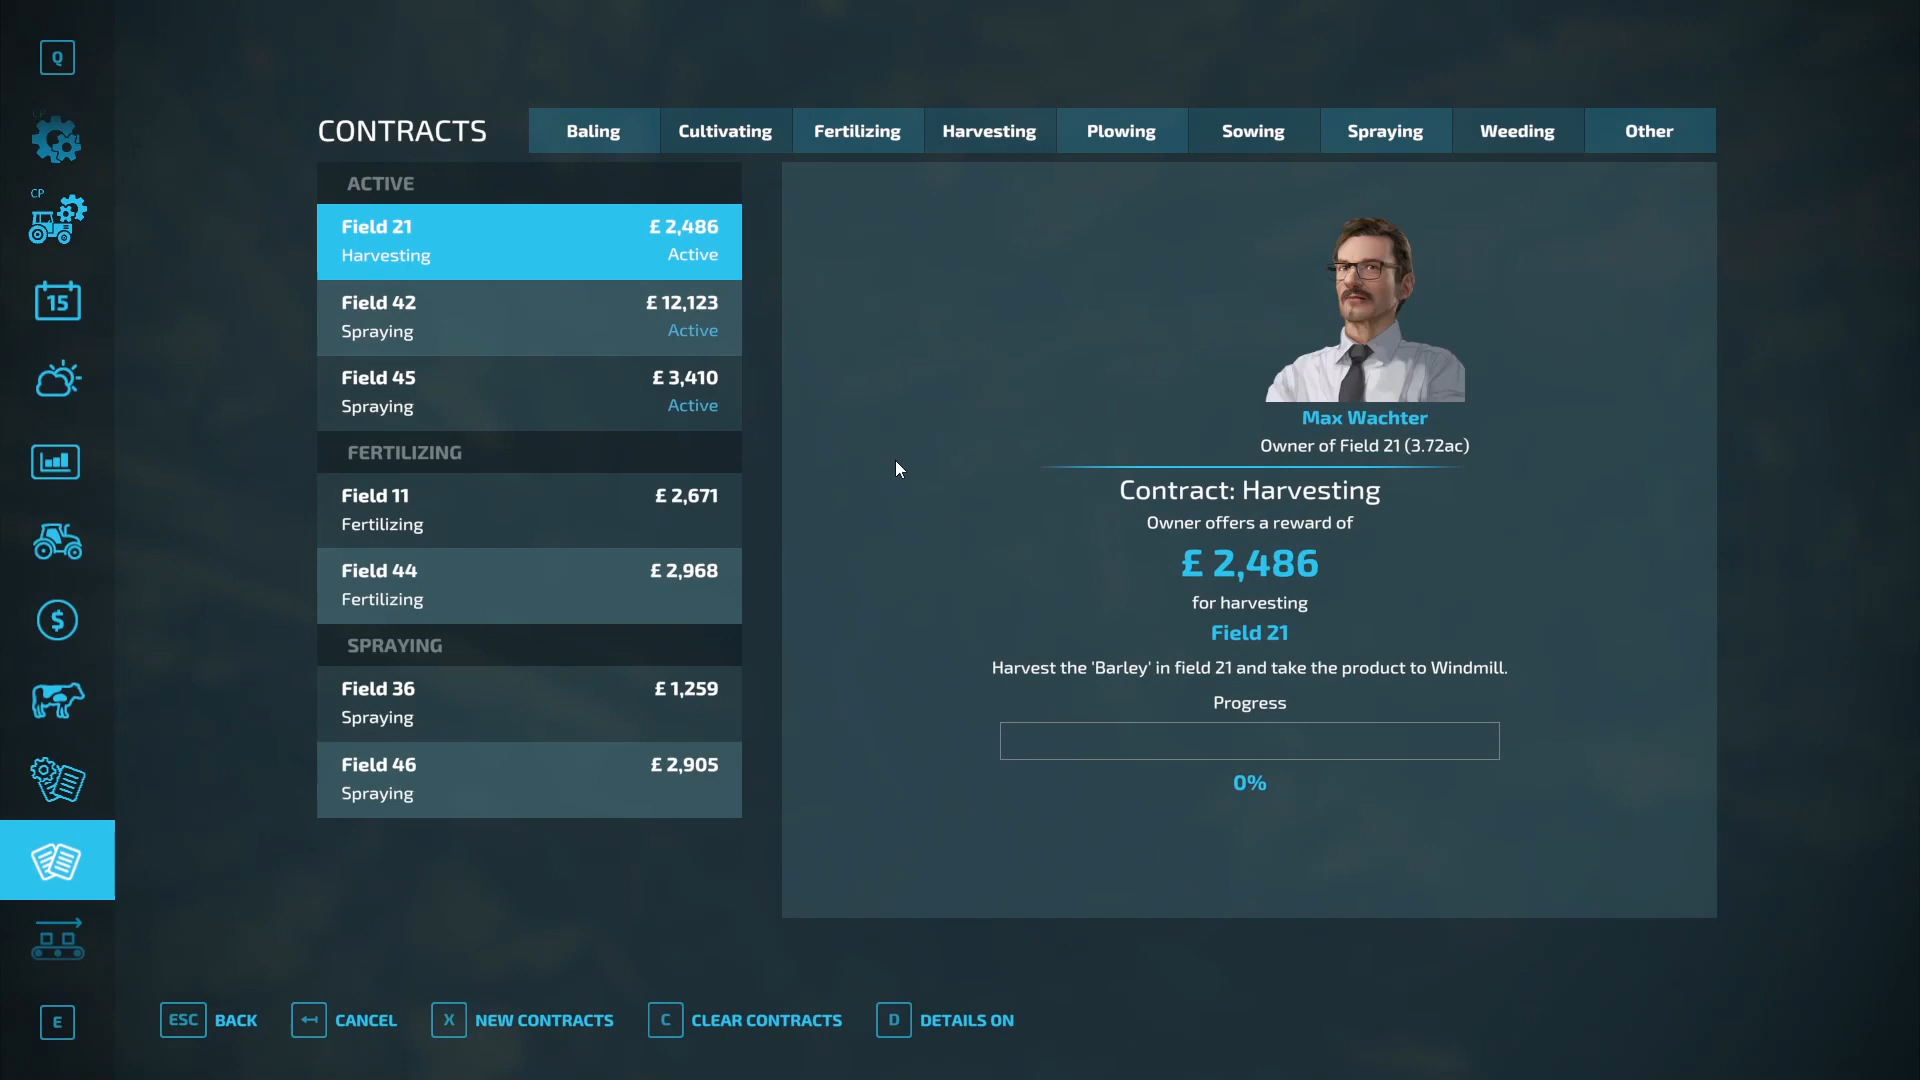 Q
CP
CP
15
$
E
CONTRACTS
Baling
Cultivating
Fertilizing
Harvesting
Plowing
Sowing
Spraying
Weeding
Other
ACTIVE
Field 21 £ 2,486
Harvesting Active
Field 42 £ 12,123
Spraying Active
Field 45 £ 3,410
Spraying Active
FERTILIZING
Field 11 £ 2,671
Fertilizing
Field 44 £ 2,968
Fertilizing
SPRAYING
Field 36 £ 1,259
Spraying
Field 46 £ 2,905
Spraying
Max Wachter
Owner of Field 21 (3.72ac)
Contract: Harvesting
Owner offers a reward of
£ 2,486
for harvesting
Field 21
Harvest the 'Barley' in field 21 and take the product to Windmill.
Progress
0%
ESC BACK
CANCEL
X NEW CONTRACTS
C CLEAR CONTRACTS
D DETAILS ON